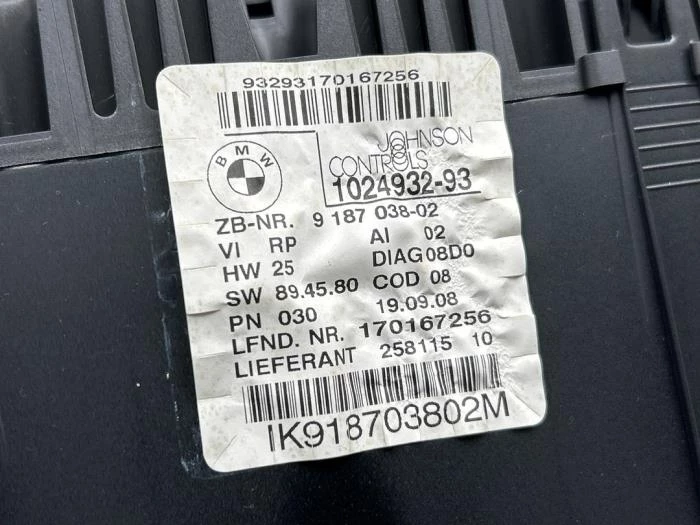 93293170167256
BMW
JOHNSON
CONTROLS
1024932-93
ZB-NR. 9 187 038-02
VI RP AI 02
HW 25 DIAG08D0
SW 89.45.80 COD 08
PN 030 19.09.08
LFND. NR. 170167256
LIEFERANT 258115 10
IK918703802M